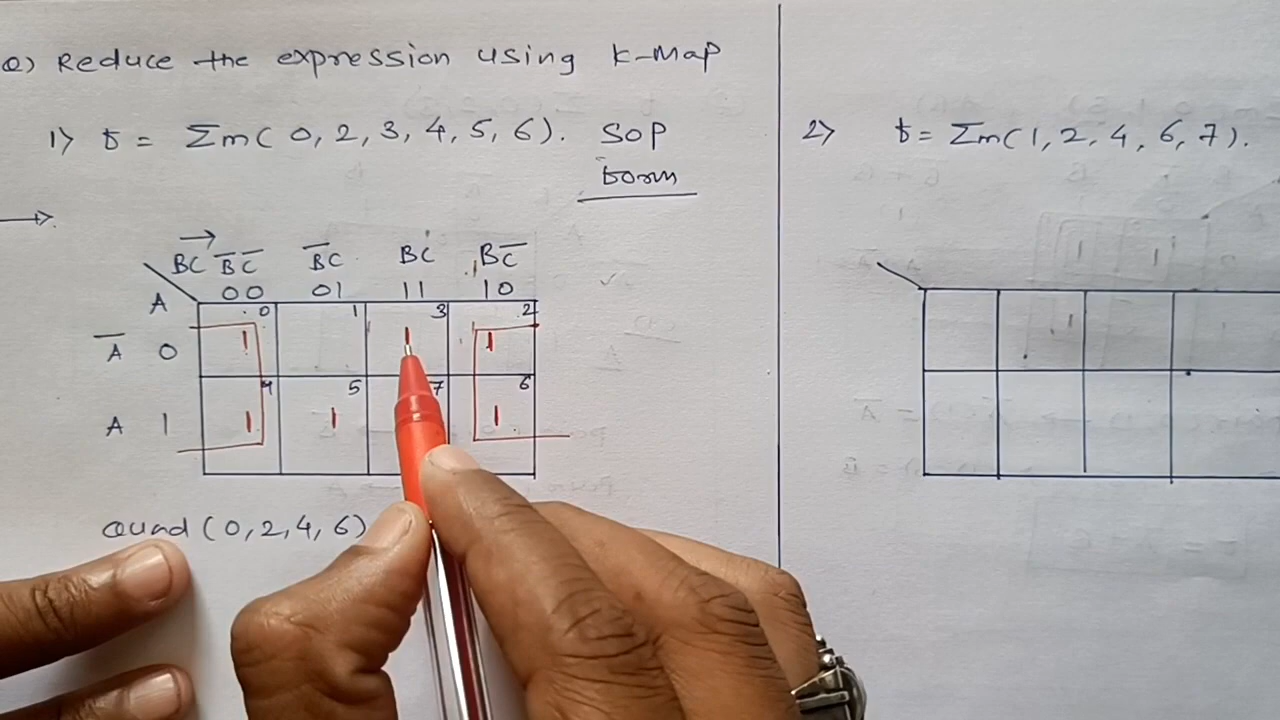 Q) Reduce the expression using K-Map
1) f = Σm( 0, 2, 3, 4, 5, 6). SOP
form
BC B̅C̅ B̅C BC BC̅
A 00 01 11 10
0 1 3 2
A̅ 0 1 1 1
4 5 7 6
A 1 1 1 1
Quad (0, 2, 4, 6)
2) f = Σm( 1, 2, 4, 6, 7).